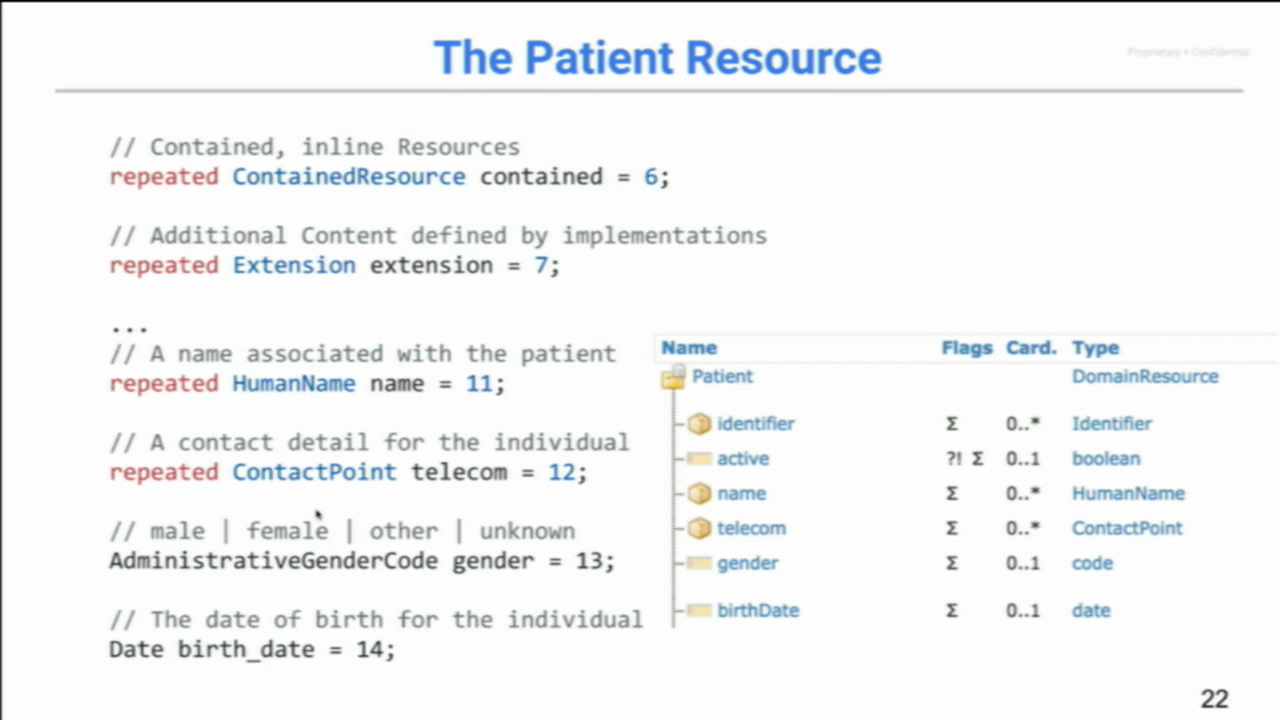 The Patient Resource
Proprietary + Confidential
// Contained, inline Resources
repeated ContainedResource contained = 6;
// Additional Content defined by implementations
repeated Extension extension = 7;
...
// A name associated with the patient
repeated HumanName name = 11;
// A contact detail for the individual
repeated ContactPoint telecom = 12;
// male | female | other | unknown
AdministrativeGenderCode gender = 13;
// The date of birth for the individual
Date birth_date = 14;
Name Flags Card. Type
Patient DomainResource
identifier Σ 0..* Identifier
active ?! Σ 0..1 boolean
name Σ 0..* HumanName
telecom Σ 0..* ContactPoint
gender Σ 0..1 code
birthDate Σ 0..1 date
22